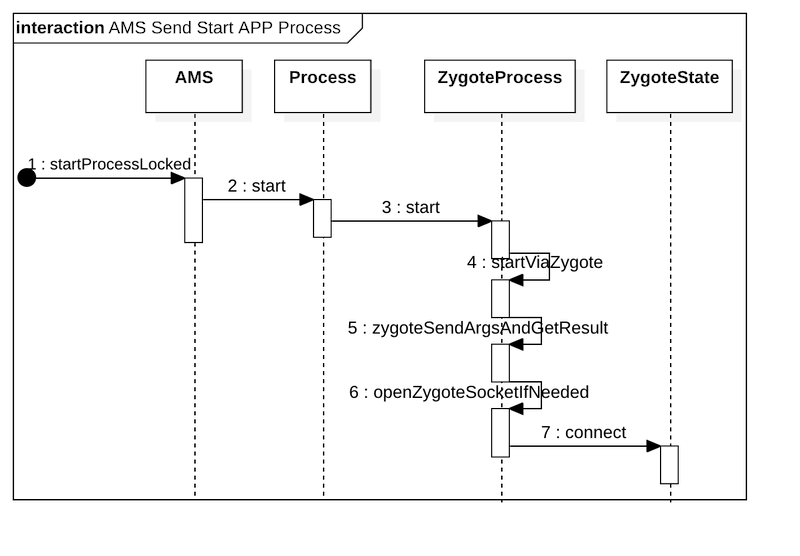 interaction AMS Send Start APP Process
AMS
Process
ZygoteProcess
ZygoteState
1 : startProcessLocked
2 : start
3 : start
4 : startViaZygote
5 : zygoteSendArgsAndGetResult
6 : openZygoteSocketIfNeeded
7 : connect